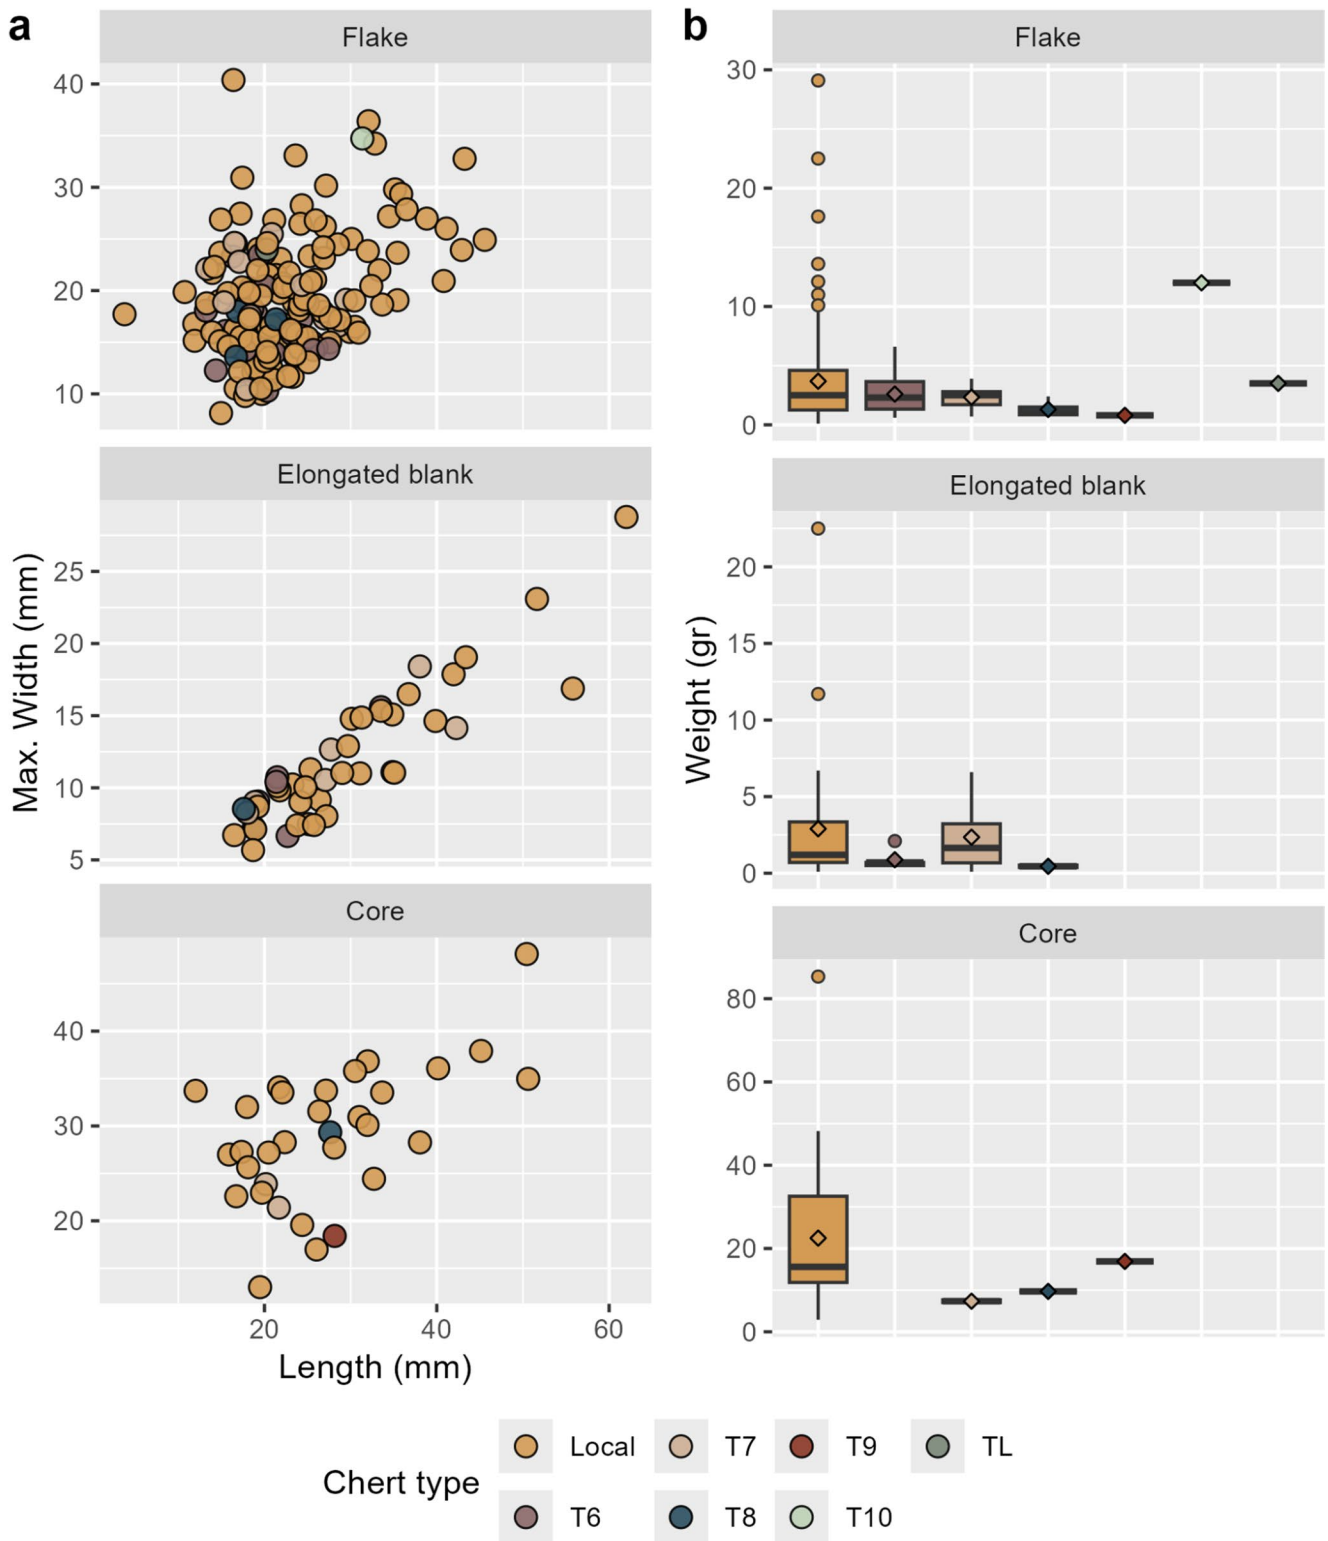 a
Flake
40
30
20
10
Elongated blank
25
20
15
10
5
Core
40
30
20
20 40 60
Max. Width (mm)
Length (mm)
b
Flake
30
20
10
0
Elongated blank
20
15
10
5
0
Core
80
60
40
20
0
Weight (gr)
Chert type
Local T7 T9 TL
T6 T8 T10